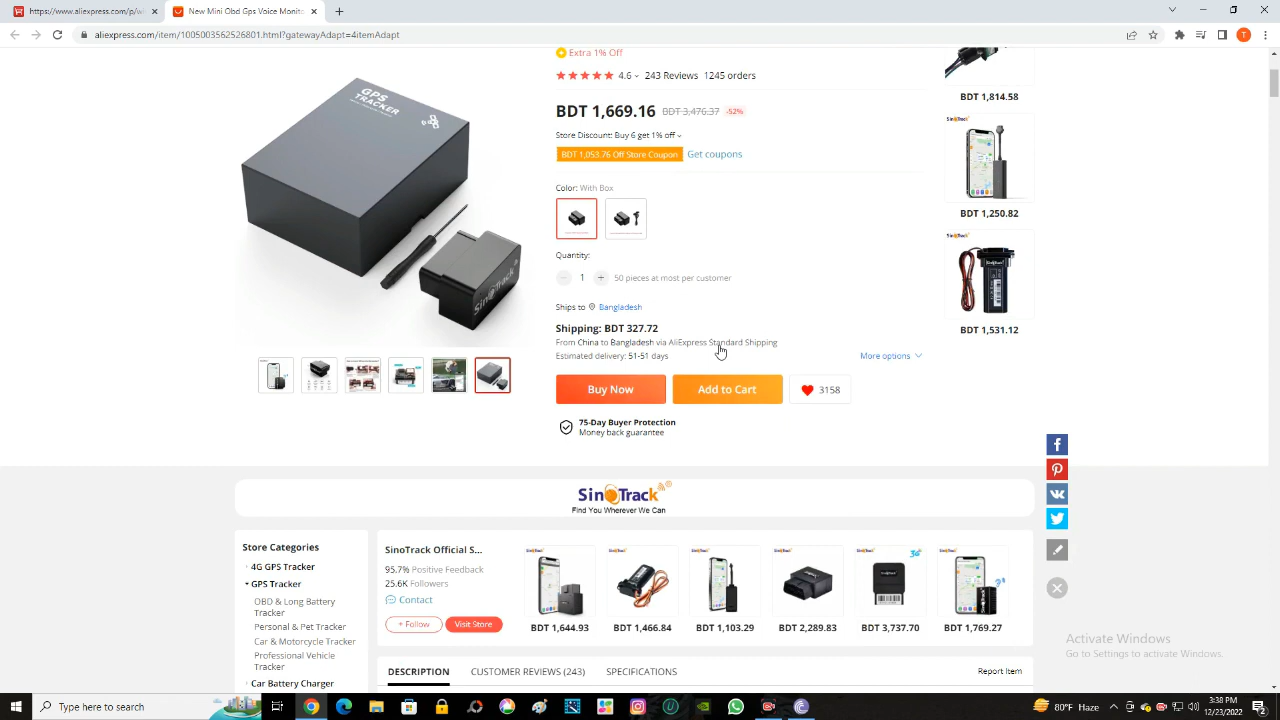 https://www.aliexpress.com/p/wi
New Mini Obd Gps Voice Monito
aliexpress.com/item/1005003562526801.html?gatewayAdapt=4itemAdapt
T
Extra 1% Off
4.6 243 Reviews 1245 orders
BDT 1,669.16 BDT 3,476.37 -52%
Store Discount: Buy 6 get 1% off
BDT 1,053.76 Off Store Coupon Get coupons
Color: With Box
Quantity:
1 50 pieces at most per customer
Ships to Bangladesh
Shipping: BDT 327.72
From China to Bangladesh via AliExpress Standard Shipping
Estimated delivery: 51-51 days More options
Buy Now Add to Cart 3158
75-Day Buyer Protection
Money back guarantee
GPS
TRACKER
SinoTrack
BDT 1,814.58
SinoTrack
BDT 1,250.82
SinoTrack
BDT 1,531.12
SinoTrack
Find You Wherever We Can
Store Categories
4G GPS Tracker
GPS Tracker
OBD & Long Battery
Tracker
Personal & Pet Tracker
Car & Motorcycle Tracker
Professional Vehicle
Tracker
Car Battery Charger
SinoTrack Official S...
95.7% Positive Feedback
25.6K Followers
Contact
+ Follow Visit Store
BDT 1,644.93 BDT 1,466.84 BDT 1,103.29 BDT 2,289.83 BDT 3,737.70 BDT 1,769.27
DESCRIPTION CUSTOMER REVIEWS (243) SPECIFICATIONS Report Item
Activate Windows
Go to Settings to activate Windows.
Type here to search
80°F Haze
3:38 PM
12/23/2022